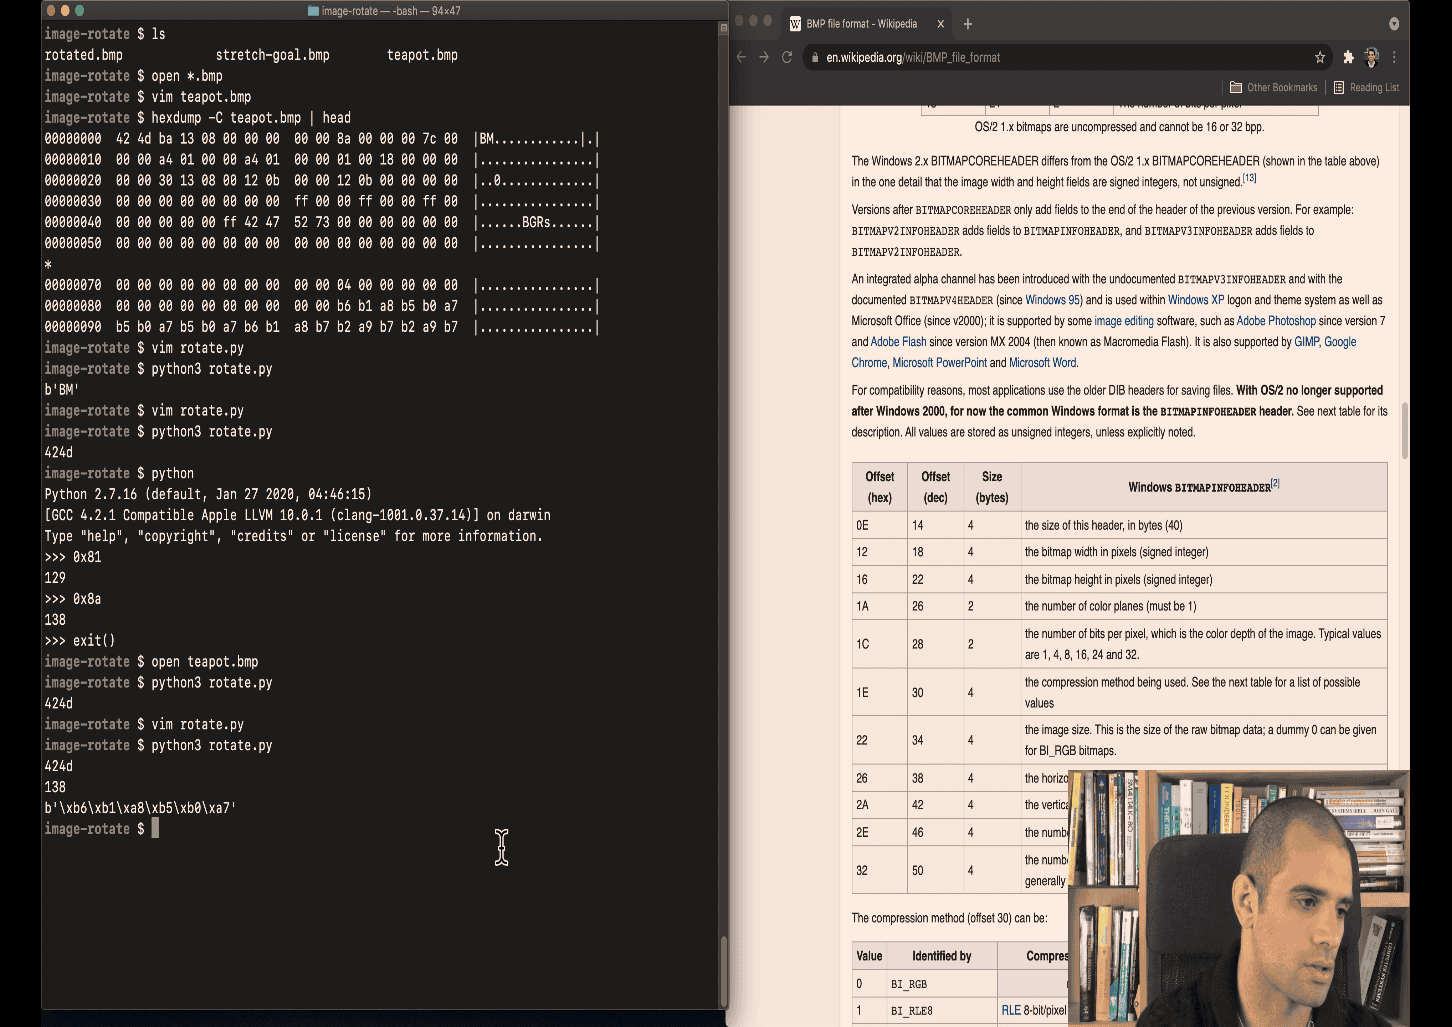 image-rotate — -bash — 94×47
image-rotate $ ls
rotated.bmp stretch-goal.bmp teapot.bmp
image-rotate $ open *.bmp
image-rotate $ vim teapot.bmp
image-rotate $ hexdump -C teapot.bmp | head
00000000 42 4d ba 13 08 00 00 00 00 00 8a 00 00 00 7c 00 |BM............|.|
00000010 00 00 a4 01 00 00 a4 01 00 00 01 00 18 00 00 00 |................|
00000020 00 00 30 13 08 00 12 0b 00 00 12 0b 00 00 00 00 |..0.............|
00000030 00 00 00 00 00 00 00 00 ff 00 00 ff 00 00 ff 00 |................|
00000040 00 00 00 00 00 ff 42 47 52 73 00 00 00 00 00 00 |......BGRs......|
00000050 00 00 00 00 00 00 00 00 00 00 00 00 00 00 00 00 |................|
*
00000070 00 00 00 00 00 00 00 00 00 04 00 00 00 00 00 00 |................|
00000080 00 00 00 00 00 00 00 00 00 00 b6 b1 a8 b5 b0 a7 |................|
00000090 b5 b0 a7 b5 b0 a7 b6 b1 a8 b7 b2 a9 b7 b2 a9 b7 |................|
image-rotate $ vim rotate.py
image-rotate $ python3 rotate.py
b'BM'
image-rotate $ vim rotate.py
image-rotate $ python3 rotate.py
424d
image-rotate $ python
Python 2.7.16 (default, Jan 27 2020, 04:46:15)
[GCC 4.2.1 Compatible Apple LLVM 10.0.1 (clang-1001.0.37.14)] on darwin
Type "help", "copyright", "credits" or "license" for more information.
>>> 0x81
129
>>> 0x8a
138
>>> exit()
image-rotate $ open teapot.bmp
image-rotate $ python3 rotate.py
424d
image-rotate $ vim rotate.py
image-rotate $ python3 rotate.py
424d
138
b'\xb6\xb1\xa8\xb5\xb0\xa7'
image-rotate $
W BMP file format - Wikipedia
en.wikipedia.org/wiki/BMP_file_format
Other Bookmarks Reading List
OS/2 1.x bitmaps are uncompressed and cannot be 16 or 32 bpp.
The Windows 2.x BITMAPCOREHEADER differs from the OS/2 1.x BITMAPCOREHEADER (shown in the table above)
in the one detail that the image width and height fields are signed integers, not unsigned.[13]
Versions after BITMAPCOREHEADER only add fields to the end of the header of the previous version. For example:
BITMAPV2INFOHEADER adds fields to BITMAPINFOHEADER, and BITMAPV3INFOHEADER adds fields to
BITMAPV2INFOHEADER.
An integrated alpha channel has been introduced with the undocumented BITMAPV3INFOHEADER and with the
documented BITMAPV4HEADER (since Windows 95) and is used within Windows XP logon and theme system as well as
Microsoft Office (since v2000); it is supported by some image editing software, such as Adobe Photoshop since version 7
and Adobe Flash since version MX 2004 (then known as Macromedia Flash). It is also supported by GIMP, Google
Chrome, Microsoft PowerPoint and Microsoft Word.
For compatibility reasons, most applications use the older DIB headers for saving files. With OS/2 no longer supported
after Windows 2000, for now the common Windows format is the BITMAPINFOHEADER header. See next table for its
description. All values are stored as unsigned integers, unless explicitly noted.
Offset (hex) Offset (dec) Size (bytes) Windows BITMAPINFOHEADER[2]
0E 14 4 the size of this header, in bytes (40)
12 18 4 the bitmap width in pixels (signed integer)
16 22 4 the bitmap height in pixels (signed integer)
1A 26 2 the number of color planes (must be 1)
1C 28 2 the number of bits per pixel, which is the color depth of the image. Typical values
are 1, 4, 8, 16, 24 and 32.
1E 30 4 the compression method being used. See the next table for a list of possible
values
22 34 4 the image size. This is the size of the raw bitmap data; a dummy 0 can be given
for BI_RGB bitmaps.
26 38 4 the horizo
2A 42 4 the vertica
2E 46 4 the numbe
32 50 4 the numbe
generally
The compression method (offset 30) can be:
Value Identified by Compres
0 BI_RGB
1 BI_RLE8 RLE 8-bit/pixel